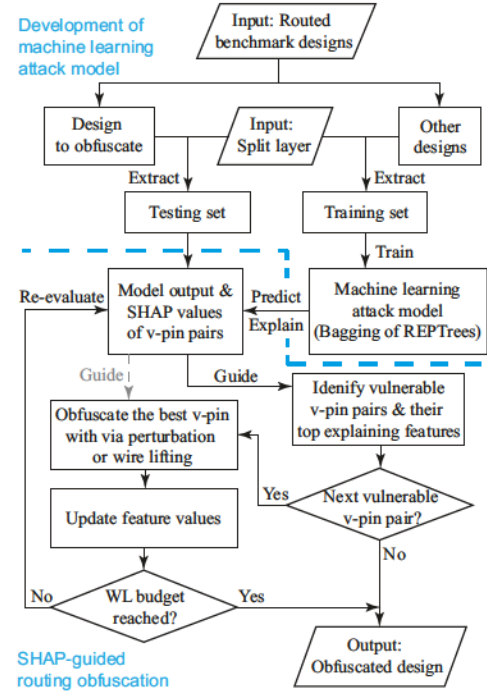 Development of
machine learning
attack model
Input: Routed
benchmark designs
Design
to obfuscate
Input:
Split layer
Other
designs
Extract
Extract
Testing set
Training set
Train
Re-evaluate
Model output &
SHAP values
of v-pin pairs
Predict
Explain
Machine learning
attack model
(Bagging of REPTrees)
Guide
Guide
Obfuscate the best v-pin
with via perturbation
or wire lifting
Idenify vulnerable
v-pin pairs & their
top explaining features
Yes
Next vulnerable
v-pin pair?
Update feature values
No
No
WL budget
reached?
Yes
Output:
Obfuscated design
SHAP-guided
routing obfuscation